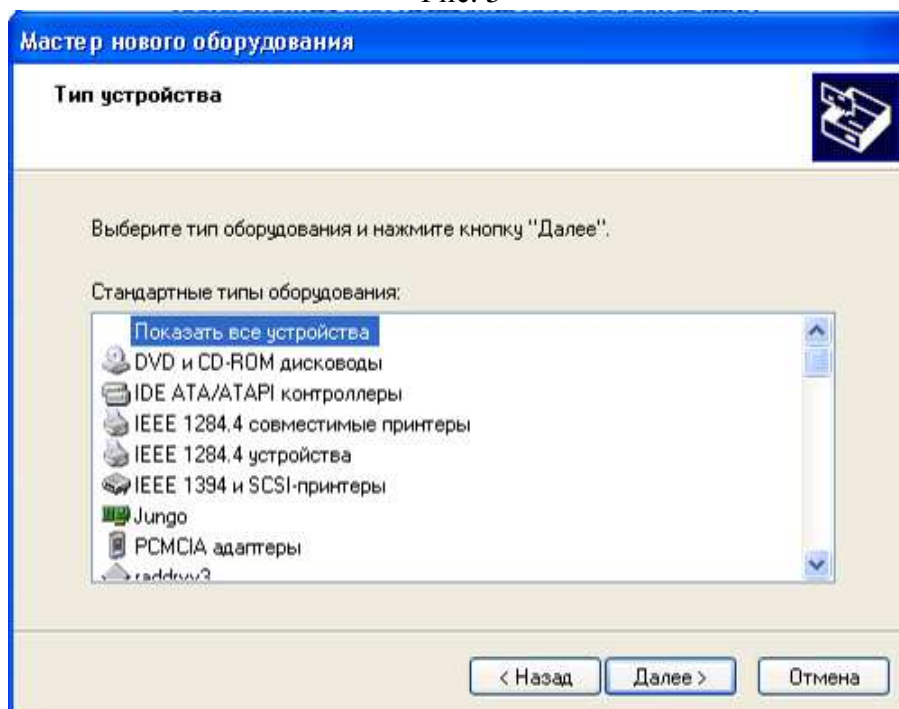 Мастер нового оборудования
Тип устройства
Выберите тип оборудования и нажмите кнопку "Далее".
Стандартные типы оборудования:
Показать все устройства
DVD и CD-ROM дисководы
IDE ATA/ATAPI контроллеры
IEEE 1284.4 совместимые принтеры
IEEE 1284.4 устройства
IEEE 1394 и SCSI-принтеры
Jungo
PCMCIA адаптеры
raddrvv3
< Назад
Далее >
Отмена